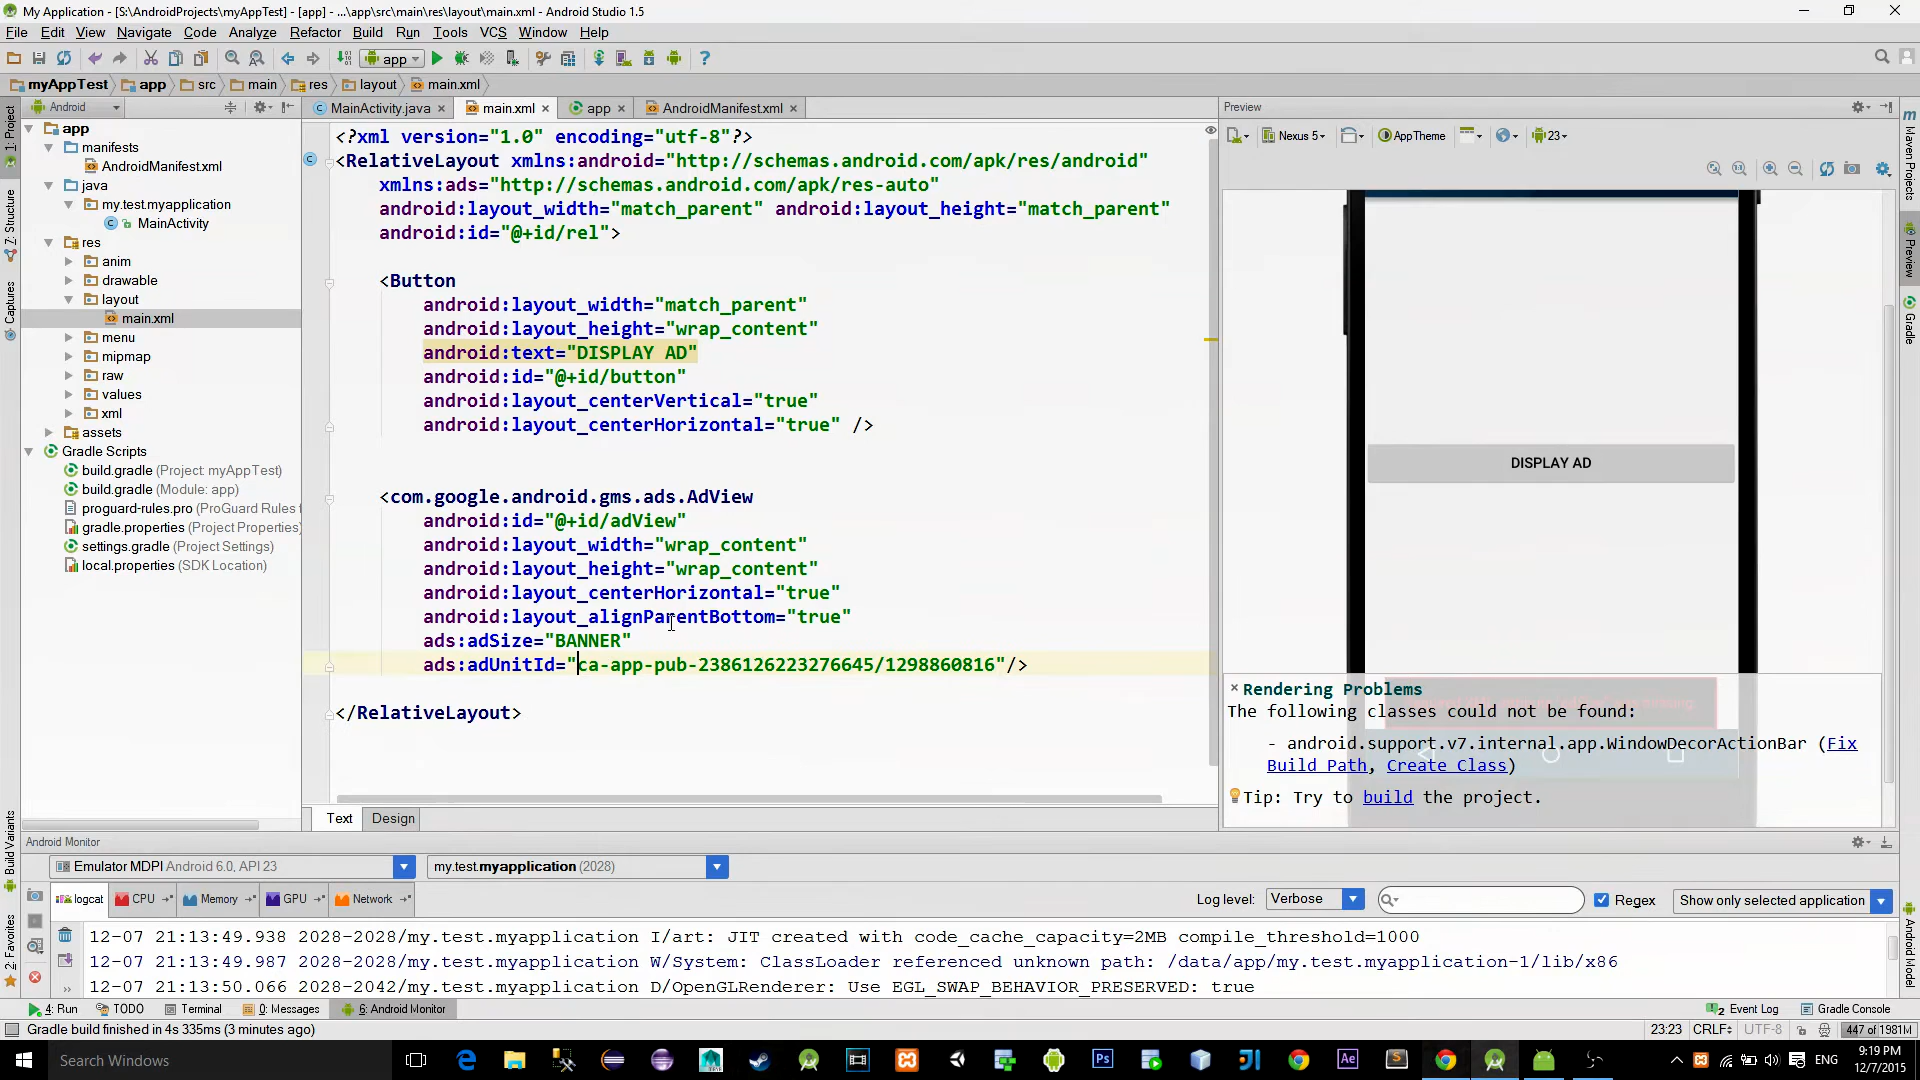 My Application - [S:\AndroidProjects\myAppTest] - [app] - ...\app\src\main\res\layout\main.xml - Android Studio 1.5
File Edit View Navigate Code Analyze Refactor Build Run Tools VCS Window Help
app
myAppTest app src main res layout main.xml
Android
MainActivity.java main.xml app AndroidManifest.xml
Preview
1: Project
Z: Structure
Captures
Build Variants
2: Favorites
app
manifests
AndroidManifest.xml
java
my.test.myapplication
MainActivity
res
anim
drawable
layout
main.xml
menu
mipmap
raw
values
xml
assets
Gradle Scripts
build.gradle (Project: myAppTest)
build.gradle (Module: app)
proguard-rules.pro (ProGuard Rules f
gradle.properties (Project Properties)
settings.gradle (Project Settings)
local.properties (SDK Location)
<?xml version="1.0" encoding="utf-8"?>
<RelativeLayout xmlns:android="http://schemas.android.com/apk/res/android"
xmlns:ads="http://schemas.android.com/apk/res-auto"
android:layout_width="match_parent" android:layout_height="match_parent"
android:id="@+id/rel">
<Button
android:layout_width="match_parent"
android:layout_height="wrap_content"
android:text="DISPLAY AD"
android:id="@+id/button"
android:layout_centerVertical="true"
android:layout_centerHorizontal="true" />
<com.google.android.gms.ads.AdView
android:id="@+id/adView"
android:layout_width="wrap_content"
android:layout_height="wrap_content"
android:layout_centerHorizontal="true"
android:layout_alignParentBottom="true"
ads:adSize="BANNER"
ads:adUnitId="ca-app-pub-2386126223276645/1298860816"/>
</RelativeLayout>
Text Design
Nexus 5 AppTheme 23
DISPLAY AD
Rendering Problems
The following classes could not be found:
- android.support.v7.internal.app.WindowDecorActionBar (Fix
Build Path, Create Class)
Tip: Try to build the project.
Maven Projects
Preview
Gradle
Android Model
Android Monitor
Emulator MDPI Android 6.0, API 23
my.test.myapplication (2028)
logcat CPU Memory GPU Network
Log level: Verbose Regex Show only selected application
12-07 21:13:49.938 2028-2028/my.test.myapplication I/art: JIT created with code_cache_capacity=2MB compile_threshold=1000
12-07 21:13:49.987 2028-2028/my.test.myapplication W/System: ClassLoader referenced unknown path: /data/app/my.test.myapplication-1/lib/x86
12-07 21:13:50.066 2028-2042/my.test.myapplication D/OpenGLRenderer: Use EGL_SWAP_BEHAVIOR_PRESERVED: true
4: Run TODO Terminal 0: Messages 6: Android Monitor
2 Event Log Gradle Console
Gradle build finished in 4s 335ms (3 minutes ago)
23:23 CRLF UTF-8 447 of 1981M
Search Windows
ENG
9:19 PM
12/7/2015